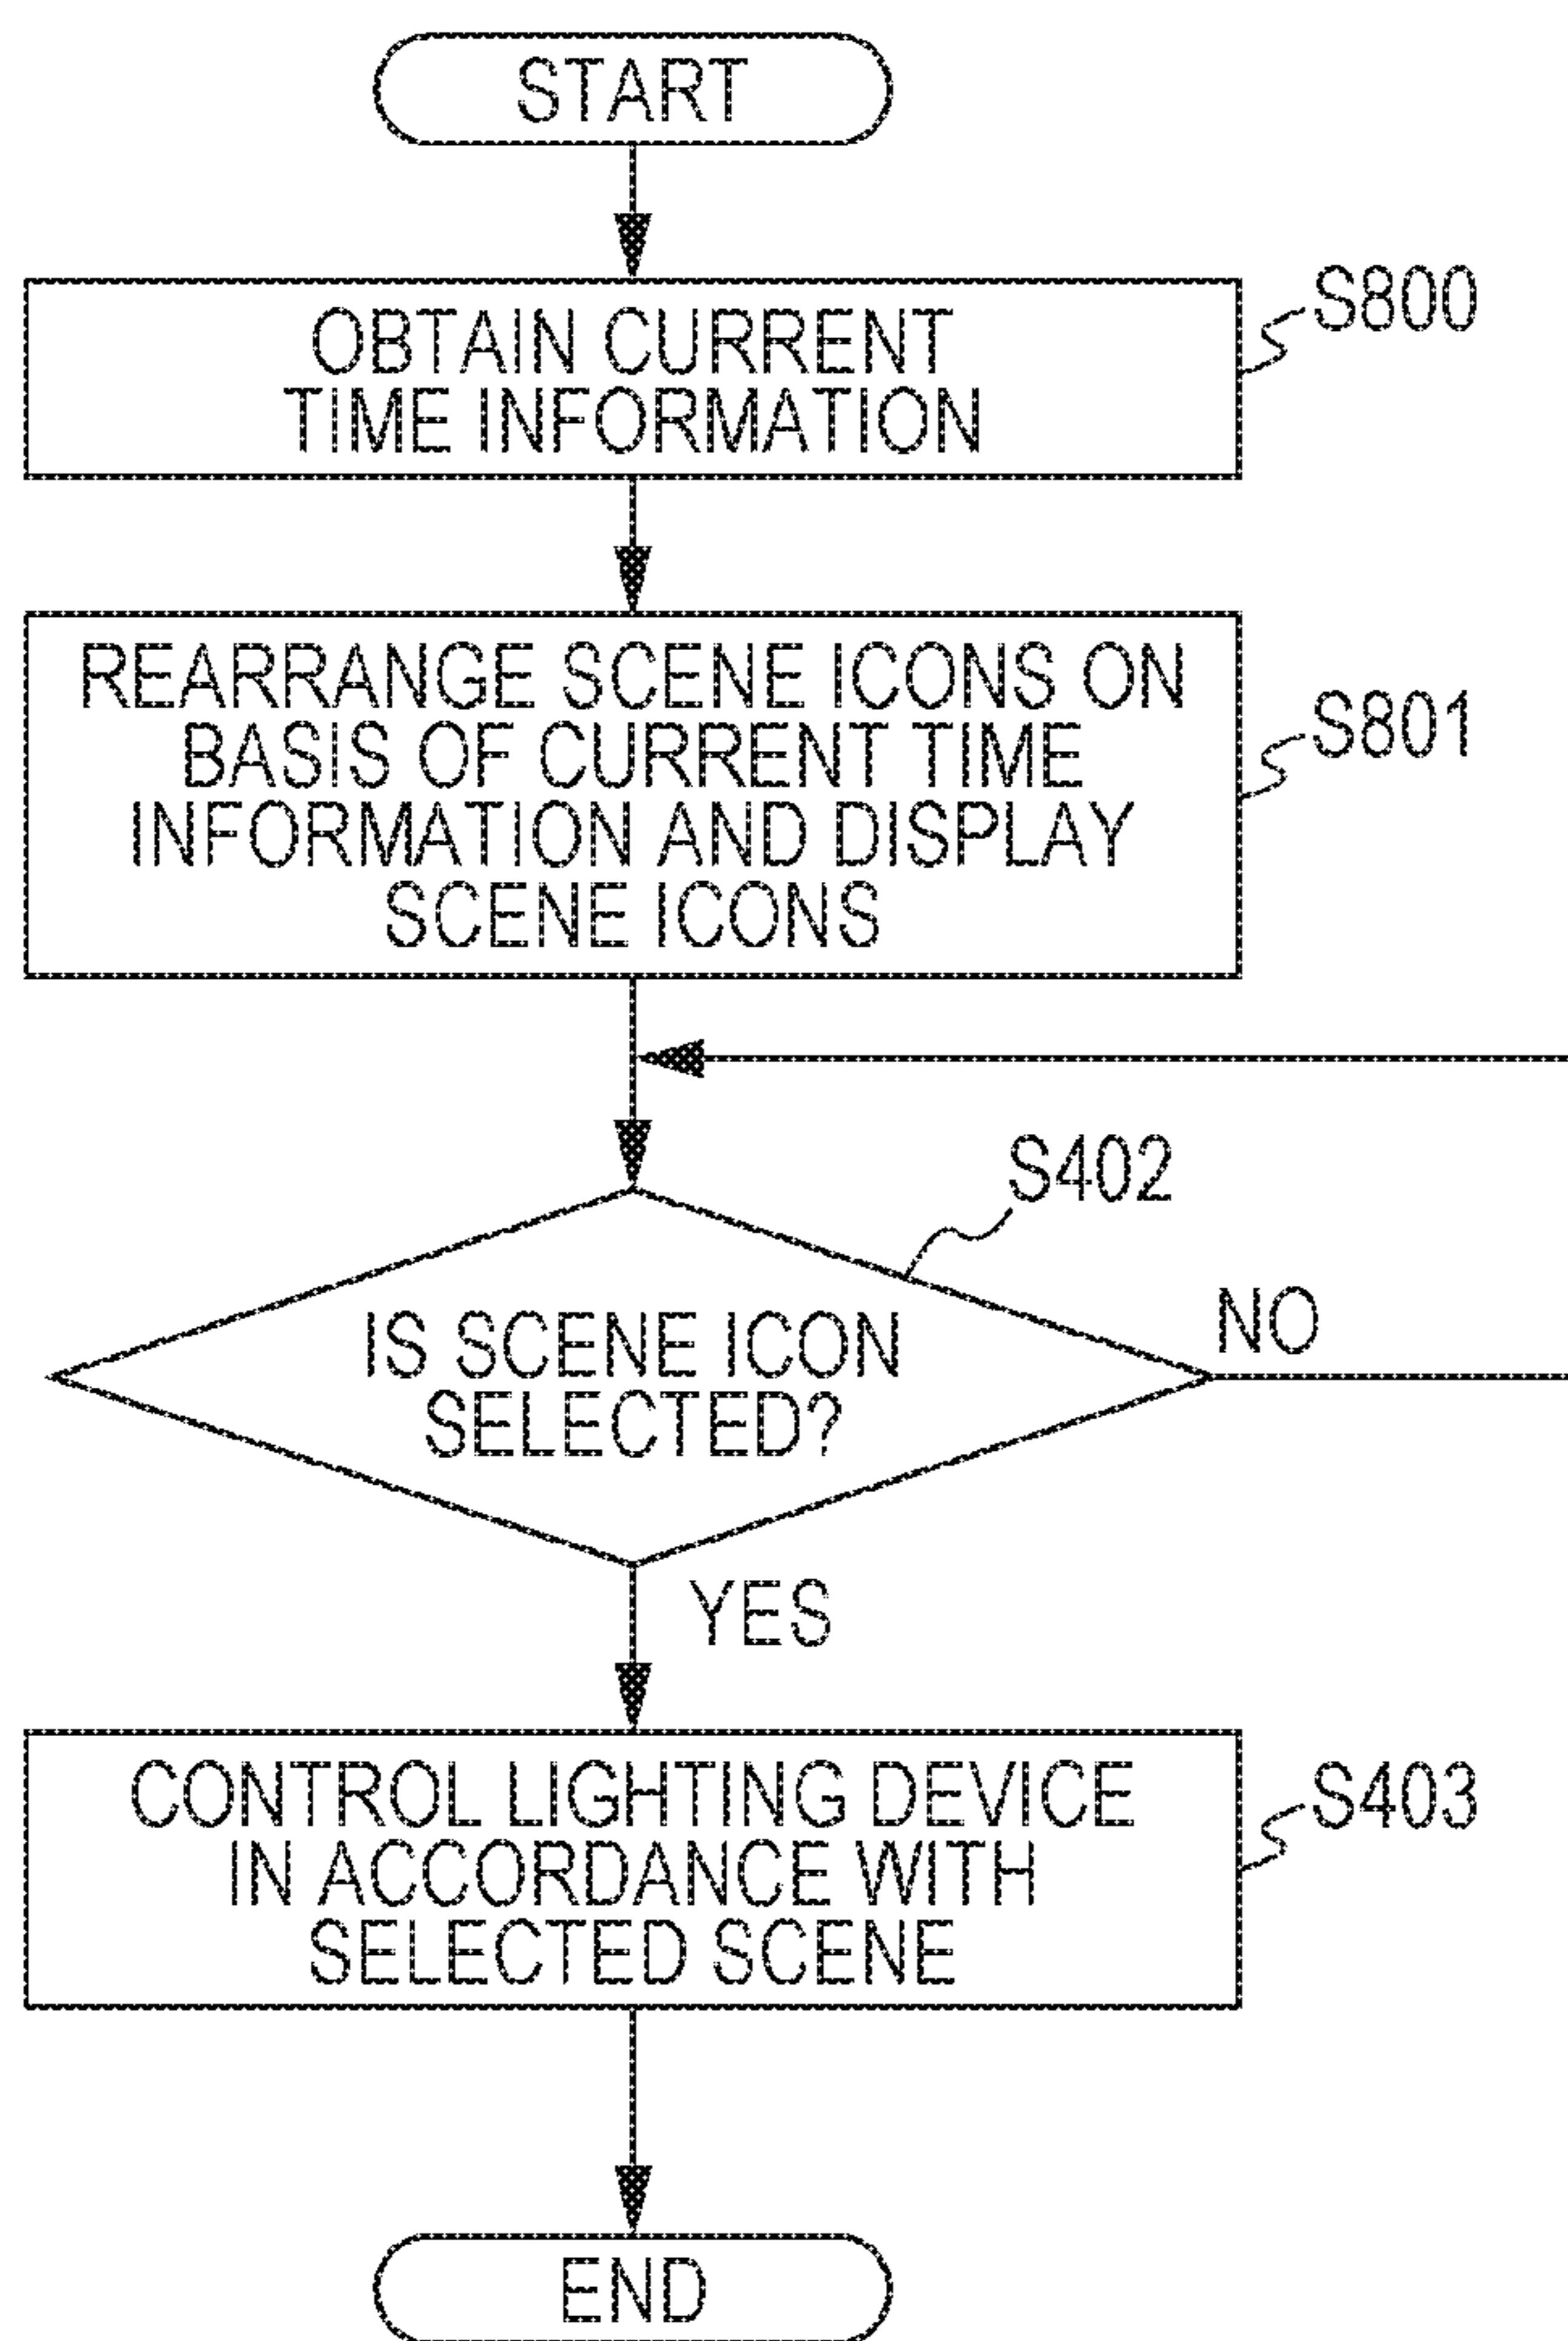 START
OBTAIN CURRENT
TIME INFORMATION
S800
REARRANGE SCENE ICONS ON
BASIS OF CURRENT TIME
INFORMATION AND DISPLAY
SCENE ICONS
S801
S402
IS SCENE ICON
SELECTED?
NO
YES
CONTROL LIGHTING DEVICE
IN ACCORDANCE WITH
SELECTED SCENE
S403
END